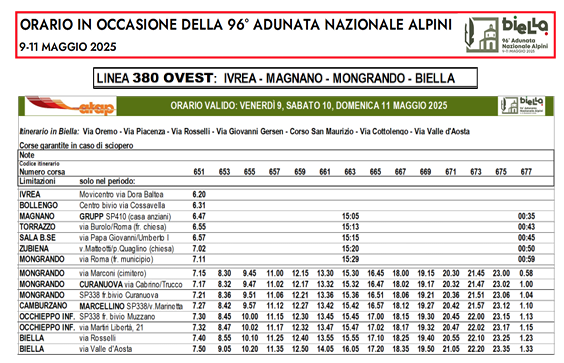 ORARIO IN OCCASIONE DELLA 96° ADUNATA NAZIONALE ALPINI
9-11 MAGGIO 2025
biella
96ª Adunata
Nazionale Alpini
9-11 MAGGIO 2025
LINEA 380 OVEST: IVREA - MAGNANO - MONGRANDO - BIELLA
atap
ORARIO VALIDO: VENERDÌ 9, SABATO 10, DOMENICA 11 MAGGIO 2025
biella
Itinerario in Biella: Via Oremo - Via Piacenza - Via Rosselli - Via Giovanni Gersen - Corso San Maurizio - Via Cottolengo - Via Valle d'Aosta
Corse garantite in caso di sciopero
Note
Codice itinerario
Numero corsa 651 653 655 657 659 661 663 665 667 669 671 673 675 677
Limitazioni solo nel periodo:
IVREA Movicentro via Dora Baltea 6.20
BOLLENGO Centro bivio via Cossavella 6.31
MAGNANO GRUPP SP410 (casa anziani) 6.47 15:05 00:35
TORRAZZO via Burolo/Roma (fr. chiesa) 6.55 15:13 00:43
SALA B.SE via Papa Giovanni/Umberto I 6.57 15:15 00:45
ZUBIENA v.Matteotti/p.Quaglino (chiesa) 7.02 15:20 00:50
MONGRANDO via Roma (fr. municipio) 7.11 15:29 00:59
MONGRANDO via Marconi (cimitero) 7.15 8.30 9.45 11.00 12.15 13.30 15.30 16.45 18.00 19.15 20.30 21.45 23.00 0.58
MONGRANDO CURANUOVA via Cabrino/Trucco 7.17 8.32 9.47 11.02 12.17 13.32 15.32 16.47 18.02 19.17 20.32 21.47 23.02 1.00
MONGRANDO SP338 fr.bivio Curanuova 7.21 8.36 9.51 11.06 12.21 13.36 15.36 16.51 18.06 19.21 20.36 21.51 23.06 1.04
CAMBURZANO MARCELLINO SP338/v.Marinotta 7.27 8.42 9.57 11.12 12.27 13.42 15.42 16.57 18.12 19.27 20.42 21.57 23.12 1.10
OCCHIEPPO INF. SP338 fr. Muzzano 7.30 8.45 10.00 11.15 12.30 13.45 15.45 17.00 18.15 19.30 20.45 22.00 23.15 1.13
OCCHIEPPO INF. via Martiri Libertà, 21 7.32 8.47 10.02 11.17 12.32 13.47 15.47 17.02 18.17 19.32 20.47 22.02 23.17 1.15
BIELLA via Rosselli 7.40 8.55 10.10 11.25 12.40 13.55 15.55 17.10 18.25 19.40 20.55 22.10 23.25 1.23
BIELLA via Valle d'Aosta 7.50 9.05 10.20 11.35 12.50 14.05 16.05 17.20 18.35 19.50 21.05 22.20 23.35 1.33